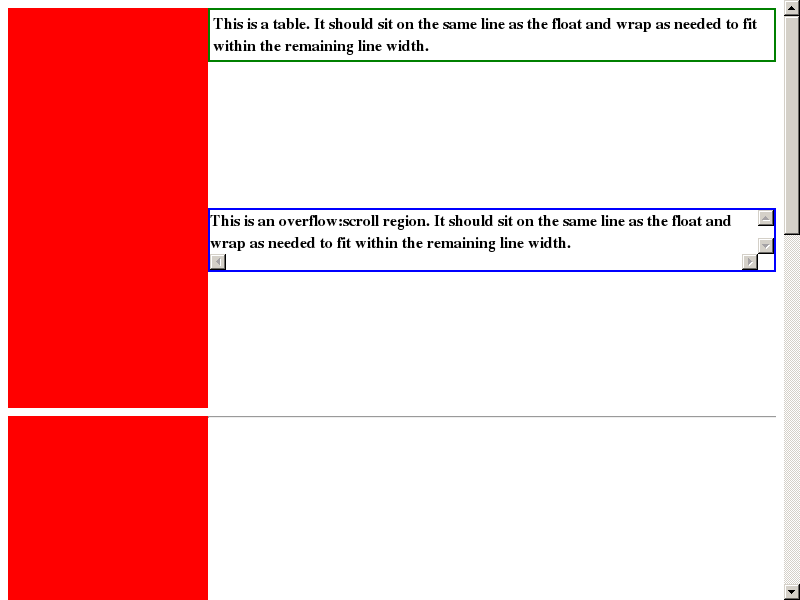 This is a table. It should sit on the same line as the float and wrap as needed to fit
within the remaining line width.
This is an overflow:scroll region. It should sit on the same line as the float and
wrap as needed to fit within the remaining line width.